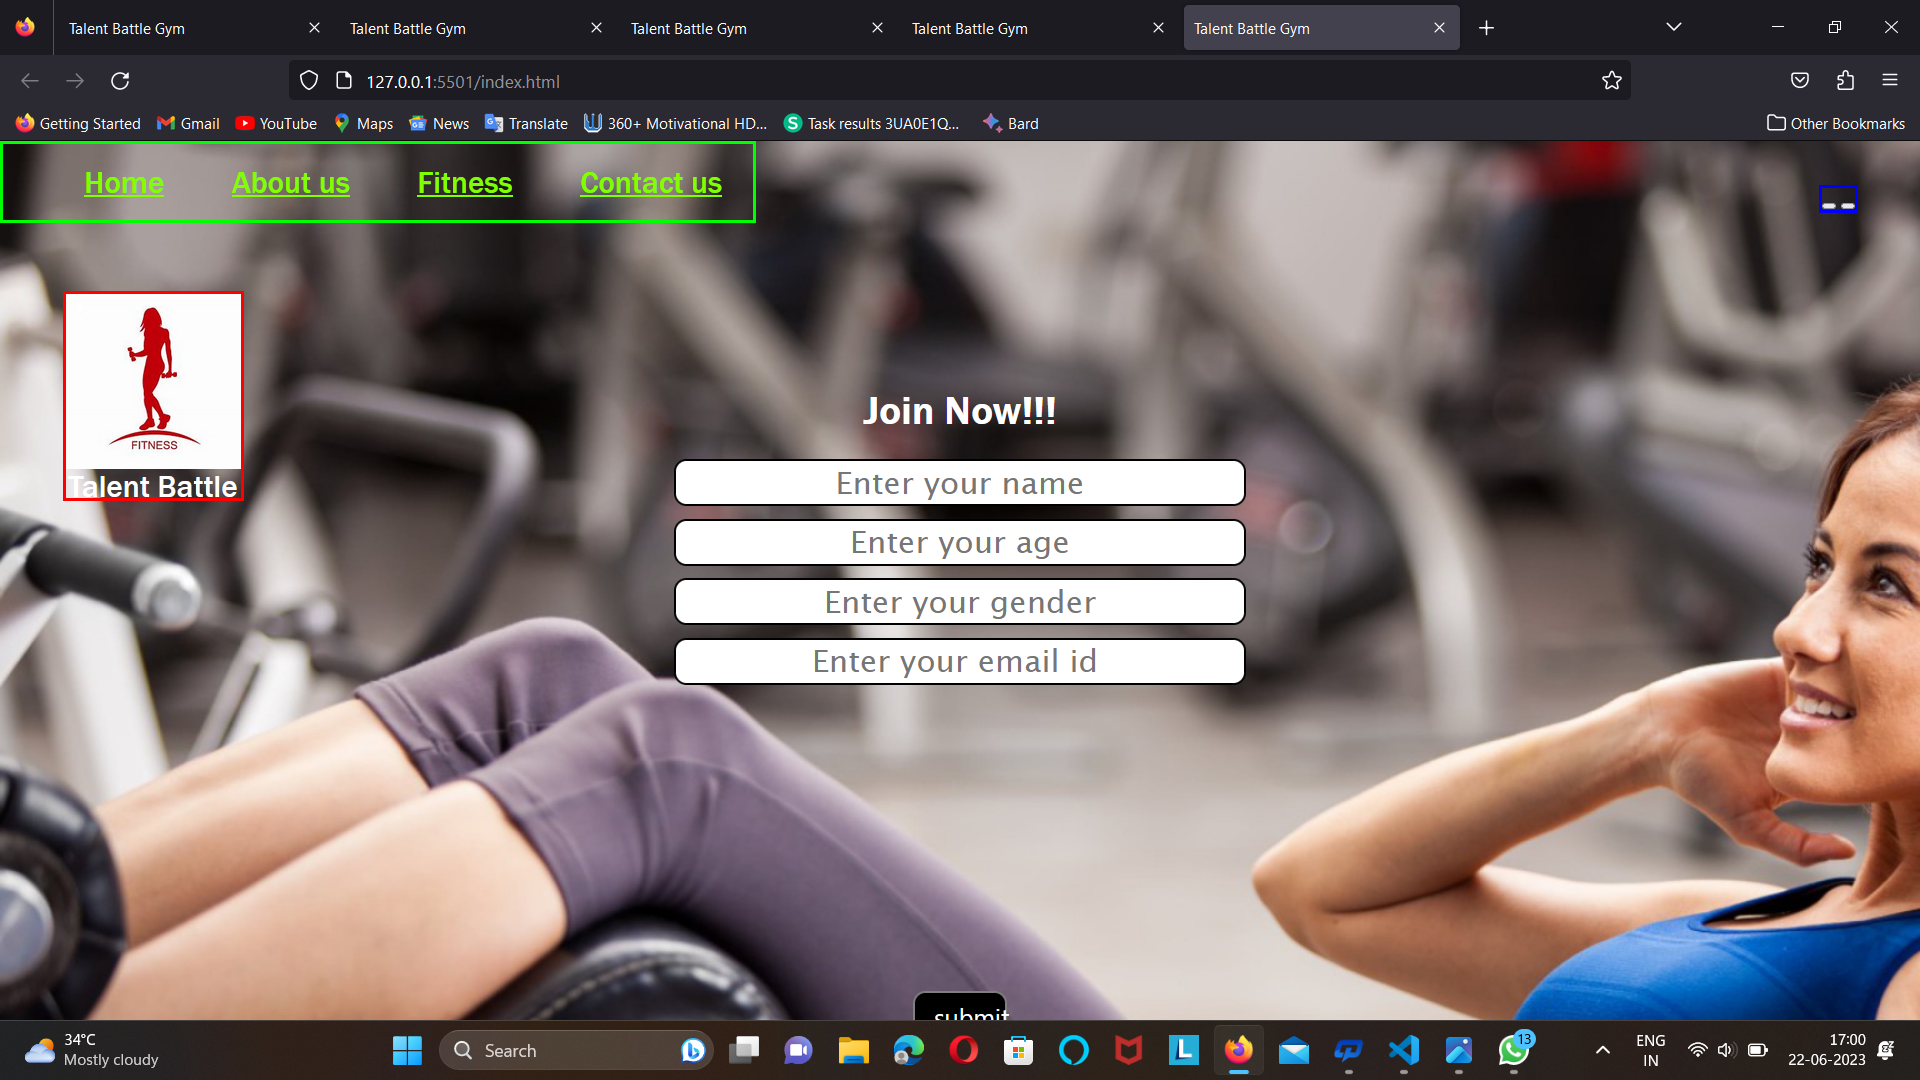 Talent Battle Gym
Talent Battle Gym
Talent Battle Gym
Talent Battle Gym
Talent Battle Gym
127.0.0.1:5501/index.html
Getting Started
Gmail
YouTube
Maps
News
Translate
360+ Motivational HD...
Task results 3UA0E1Q...
Bard
Other Bookmarks
Home
About us
Fitness
Contact us
FITNESS
Talent Battle
Join Now!!!
Enter your name
Enter your age
Enter your gender
Enter your email id
submit
34°C
Mostly cloudy
Search
13
ENG
IN
17:00
22-06-2023